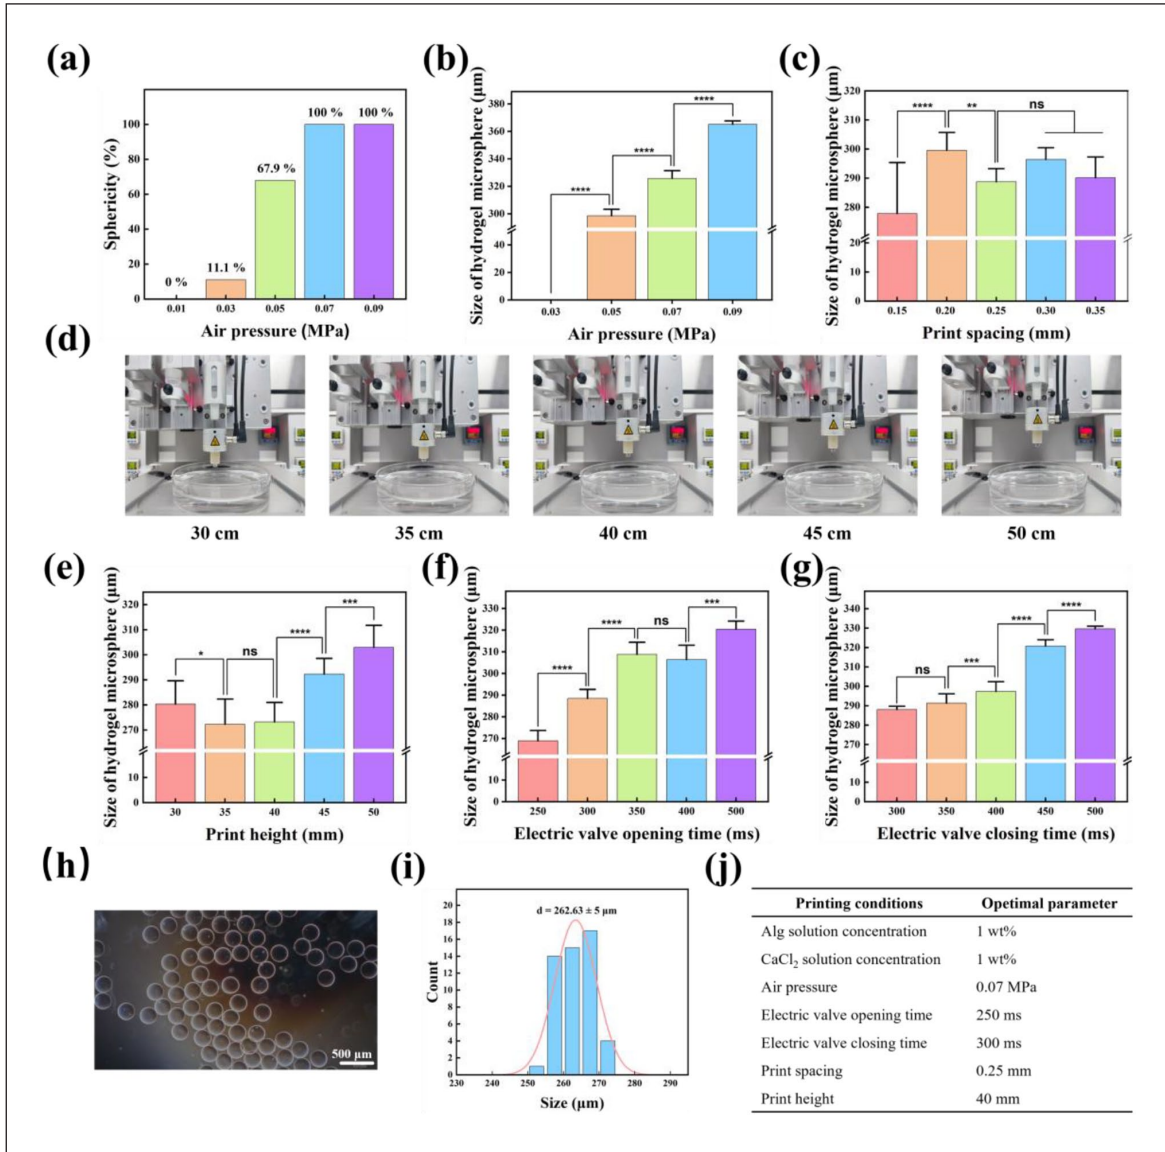 (a)
Sphericity (%)
100
80
60
40
20
0
0 %
11.1 %
67.9 %
100 %
100 %
0.01 0.03 0.05 0.07 0.09
Air pressure (MPa)
(b)
Size of hydrogel microsphere (μm)
380
360
340
320
300
40
20
0
****
****
****
0.03 0.05 0.07 0.09
Air pressure (MPa)
(c)
Size of hydrogel microsphere (μm)
320
310
300
290
280
20
10
0
****
**
ns
0.15 0.20 0.25 0.30 0.35
Print spacing (mm)
(d)
30 cm
35 cm
40 cm
45 cm
50 cm
(e)
Size of hydrogel microsphere (μm)
320
310
300
290
280
270
10
0
*
ns
****
***
30 35 40 45 50
Print height (mm)
(f)
Size of hydrogel microsphere (μm)
330
320
310
300
290
280
270
10
0
****
****
ns
***
250 300 350 400 500
Electric valve opening time (ms)
(g)
Size of hydrogel microsphere (μm)
340
330
320
310
300
290
280
270
10
0
ns
***
****
****
300 350 400 450 500
Electric valve closing time (ms)
(h)
500 μm
(i)
Count
20
18
16
14
12
10
8
6
4
2
0
d = 262.63 ± 5 μm
230 240 250 260 270 280 290
Size (μm)
(j)
Printing conditions Opetimal parameter
Alg solution concentration 1 wt%
CaCl₂ solution concentration 1 wt%
Air pressure 0.07 MPa
Electric valve opening time 250 ms
Electric valve closing time 300 ms
Print spacing 0.25 mm
Print height 40 mm